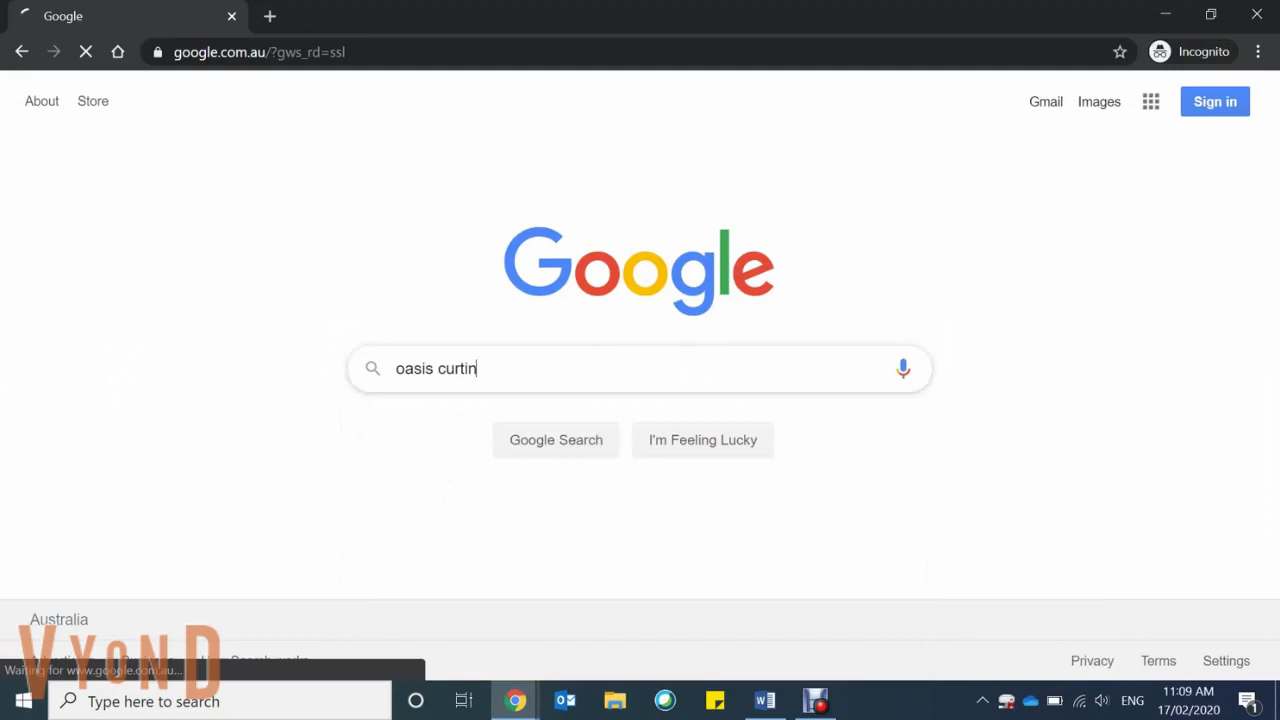 Google
google.com.au/?gws_rd=ssl
Incognito
About Store
Gmail Images Sign in
Google
oasis curtin
Google Search I'm Feeling Lucky
Australia
VYOND
Privacy Terms Settings
Waiting for www.google.com.au...
Type here to search
ENG
11:09 AM
17/02/2020
1